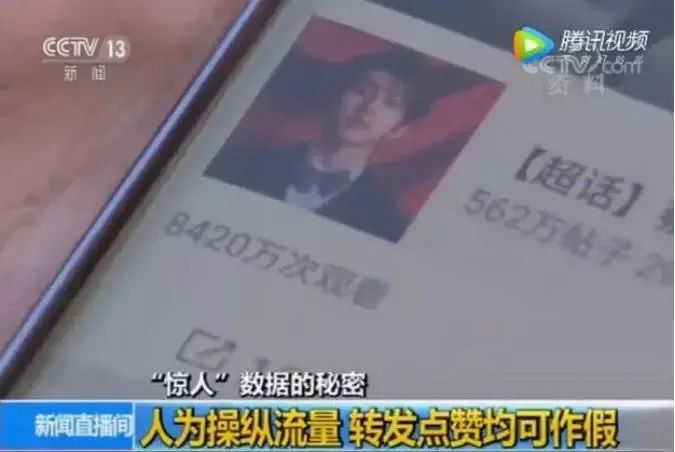 CCTV 13
新闻
腾讯视频
CCTV.com
资料
【超话】
562万帖子 2
8420万次观看
“惊人”数据的秘密
新闻直播间
人为操纵流量 转发点赞均可作假